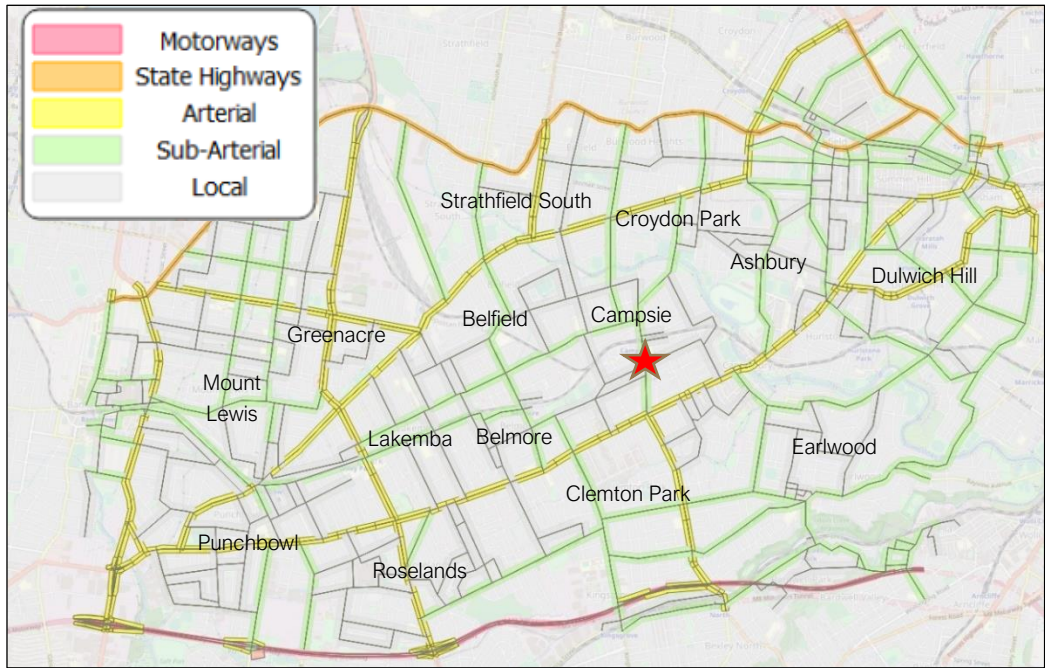 Motorways
State Highways
Arterial
Sub-Arterial
Local
Strathfield South
Croydon Park
Ashbury
Dulwich Hill
Belfield
Campsie
Greenacre
Mount
Lewis
Lakemba
Belmore
Earlwood
Clemton Park
Punchbowl
Roselands